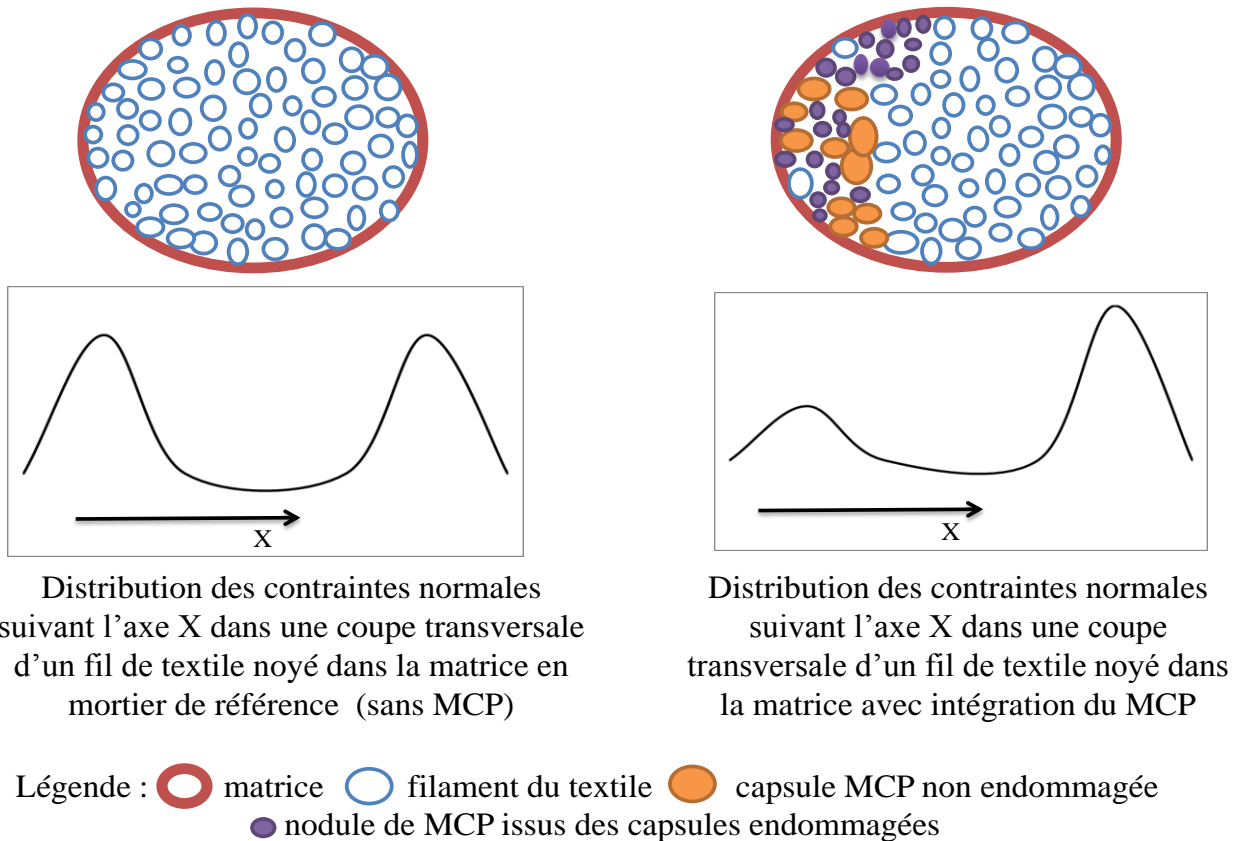 X
X
Distribution des contraintes normales
suivant l'axe X dans une coupe transversale
d'un fil de textile noyé dans la matrice en
mortier de référence (sans MCP)
Distribution des contraintes normales
suivant l'axe X dans une coupe
transversale d'un fil de textile noyé dans
la matrice avec intégration du MCP
Légende : matrice filament du textile capsule MCP non endommagée
nodule de MCP issus des capsules endommagées